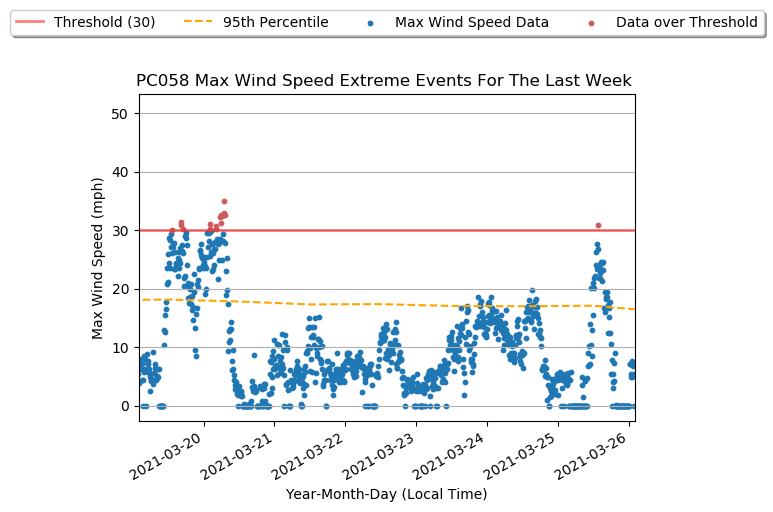 Threshold (30) 95th Percentile Max Wind Speed Data Data over Threshold
PC058 Max Wind Speed Extreme Events For The Last Week
Max Wind Speed (mph)
50
40
30
20
10
0
2021-03-20 2021-03-21 2021-03-22 2021-03-23 2021-03-24 2021-03-25 2021-03-26
Year-Month-Day (Local Time)